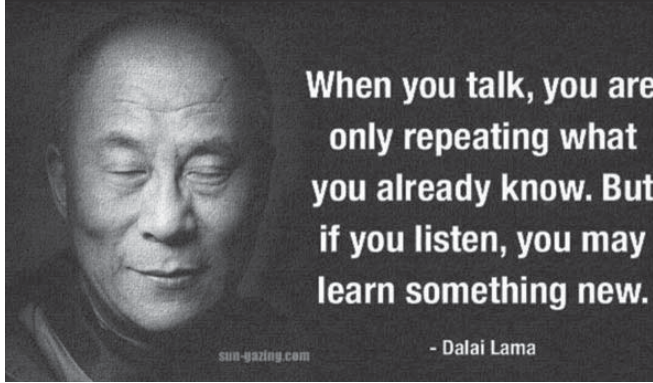 When you talk, you are
only repeating what
you already know. But
if you listen, you may
learn something new.
- Dalai Lama
sun-gazing.com